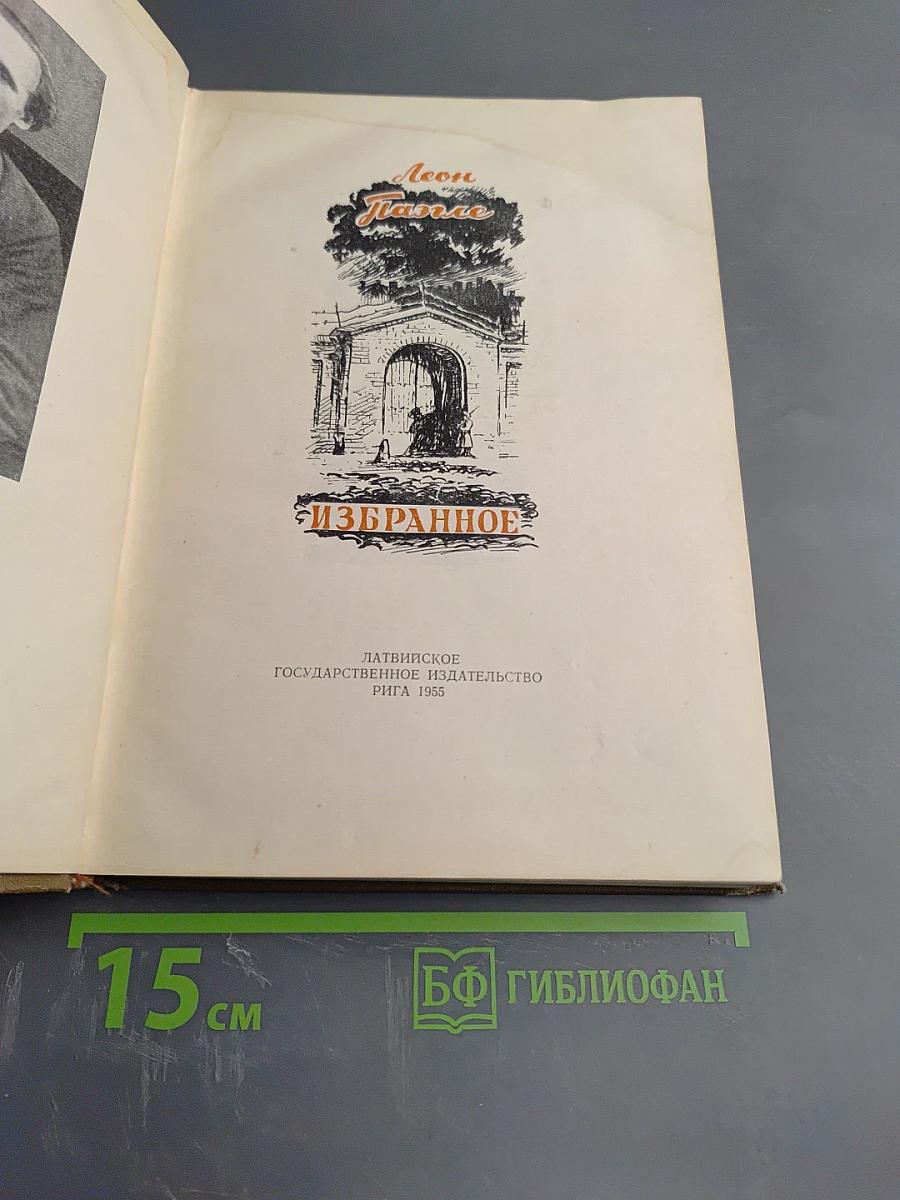 Леон
Паэгле
ИЗБРАННОЕ
ЛАТВИЙСКОЕ
ГОСУДАРСТВЕННОЕ ИЗДАТЕЛЬСТВО
РИГА 1955
15 см
БФ ГИБЛИОФАН